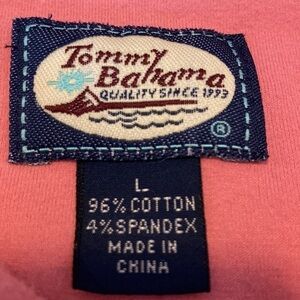 Tommy
Bahama
QUALITY SINCE 1993
®
L
96% COTTON
4% SPANDEX
MADE IN
CHINA